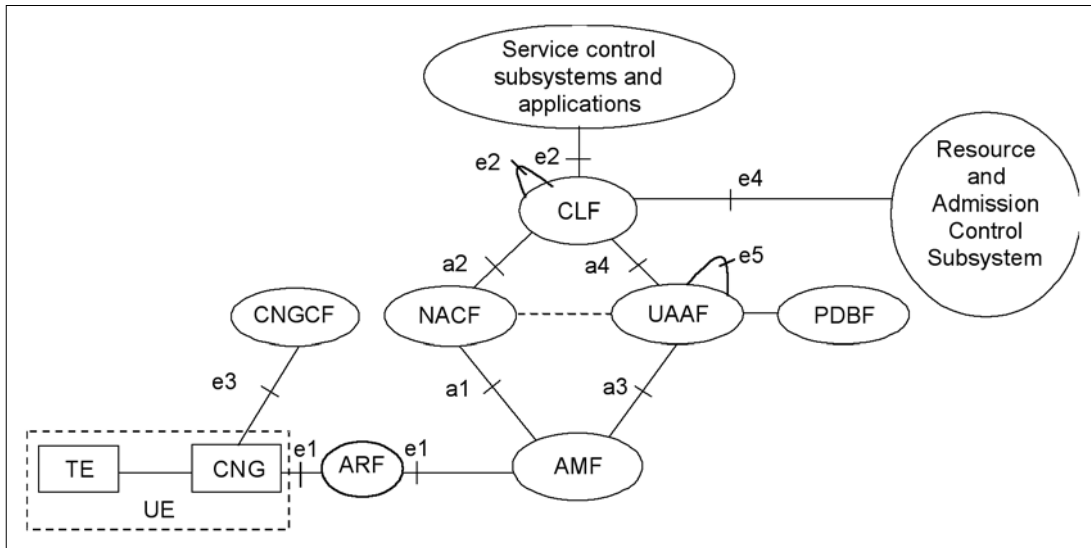 Service control
subsystems and
applications
e2
e2
e4
Resource
and
Admission
Control
Subsystem
CLF
a2
a4
e5
CNGCF
NACF
UAAF
PDBF
e3
a1
a3
TE
CNG
e1
ARF
e1
AMF
UE